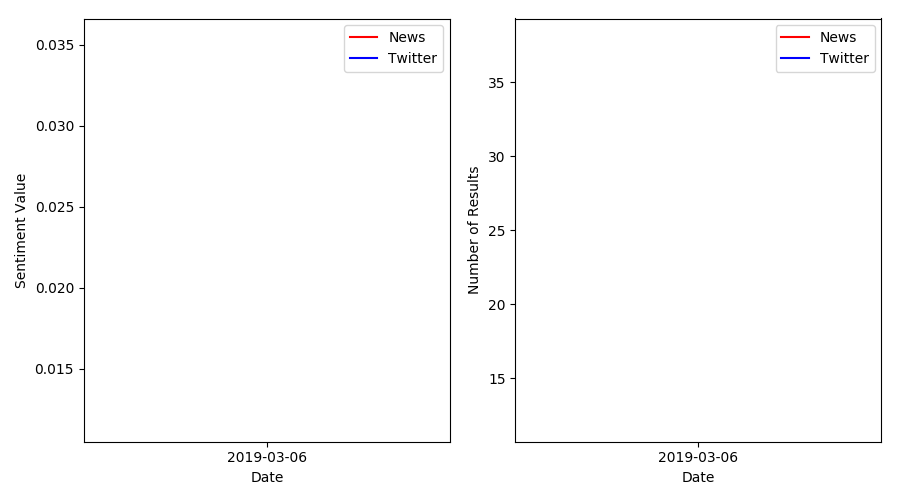 0.035
0.030
0.025
0.020
0.015
Sentiment Value
2019-03-06
Date
News
Twitter
35
30
25
20
15
Number of Results
2019-03-06
Date
News
Twitter